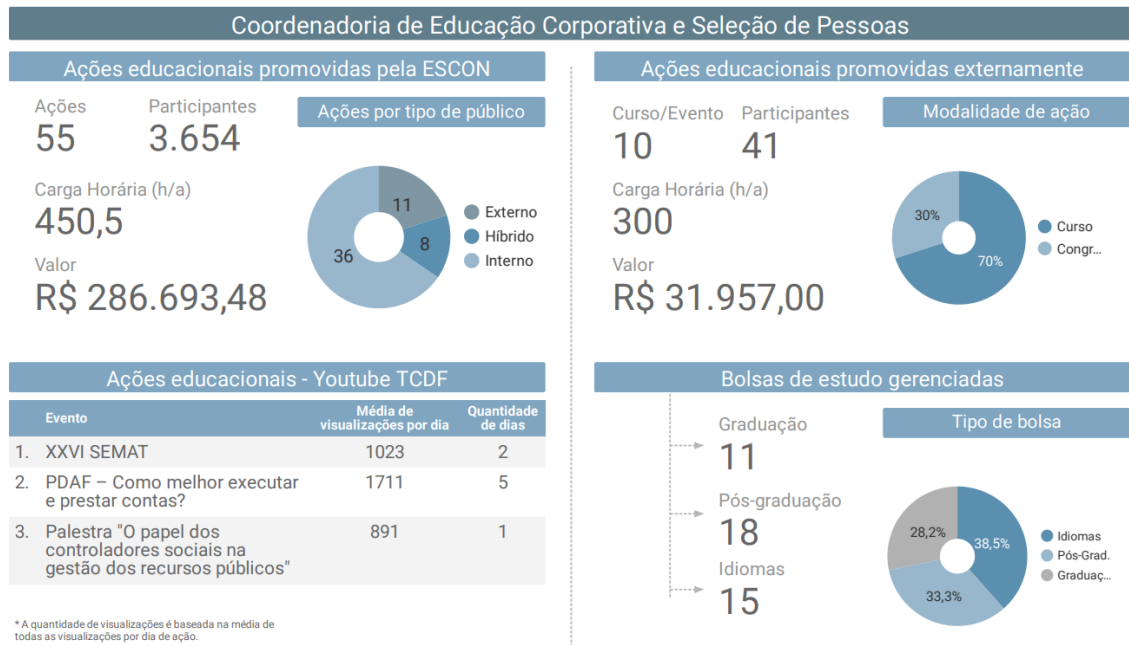 Coordenadoria de Educação Corporativa e Seleção de Pessoas
Ações educacionais promovidas pela ESCON
Ações
55
Participantes
3.654
Carga Horária (h/a)
450,5
Valor
R$ 286.693,48
Ações por tipo de público
11
8
36
Externo
Híbrido
Interno
Ações educacionais promovidas externamente
Curso/Evento
10
Participantes
41
Carga Horária (h/a)
300
Valor
R$ 31.957,00
Modalidade de ação
30%
70%
Curso
Congr...
Ações educacionais - Youtube TCDF
Evento
Média de
visualizações por dia
Quantidade
de dias
1. XXVI SEMAT 1023 2
2. PDAF – Como melhor executar 1711 5
e prestar contas?
3. Palestra "O papel dos 891 1
controladores sociais na
gestão dos recursos públicos"
* A quantidade de visualizações é baseada na média de
todas as visualizações por dia de ação.
Bolsas de estudo gerenciadas
Graduação
11
Pós-graduação
18
Idiomas
15
Tipo de bolsa
28,2%
38,5%
33,3%
Idiomas
Pós-Grad.
Graduaç...